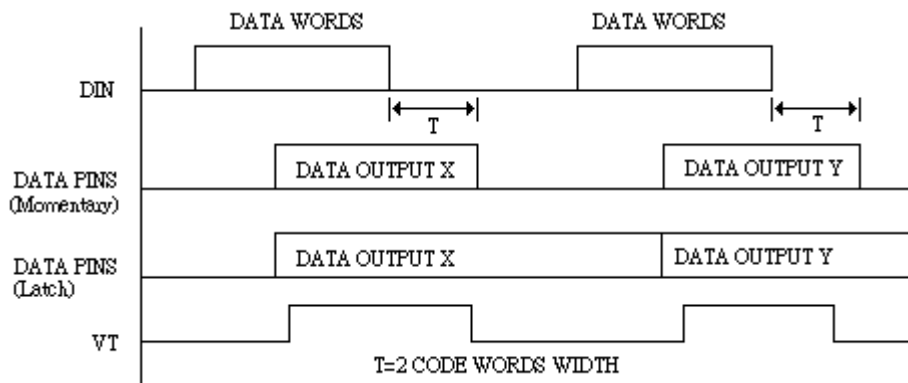 DATA WORDS
DATA WORDS
DIN
T
T
DATA PINS
(Momentary)
DATA OUTPUT X
DATA OUTPUT Y
DATA PINS
(Latch)
DATA OUTPUT X
DATA OUTPUT Y
VT
T=2 CODE WORDS WIDTH